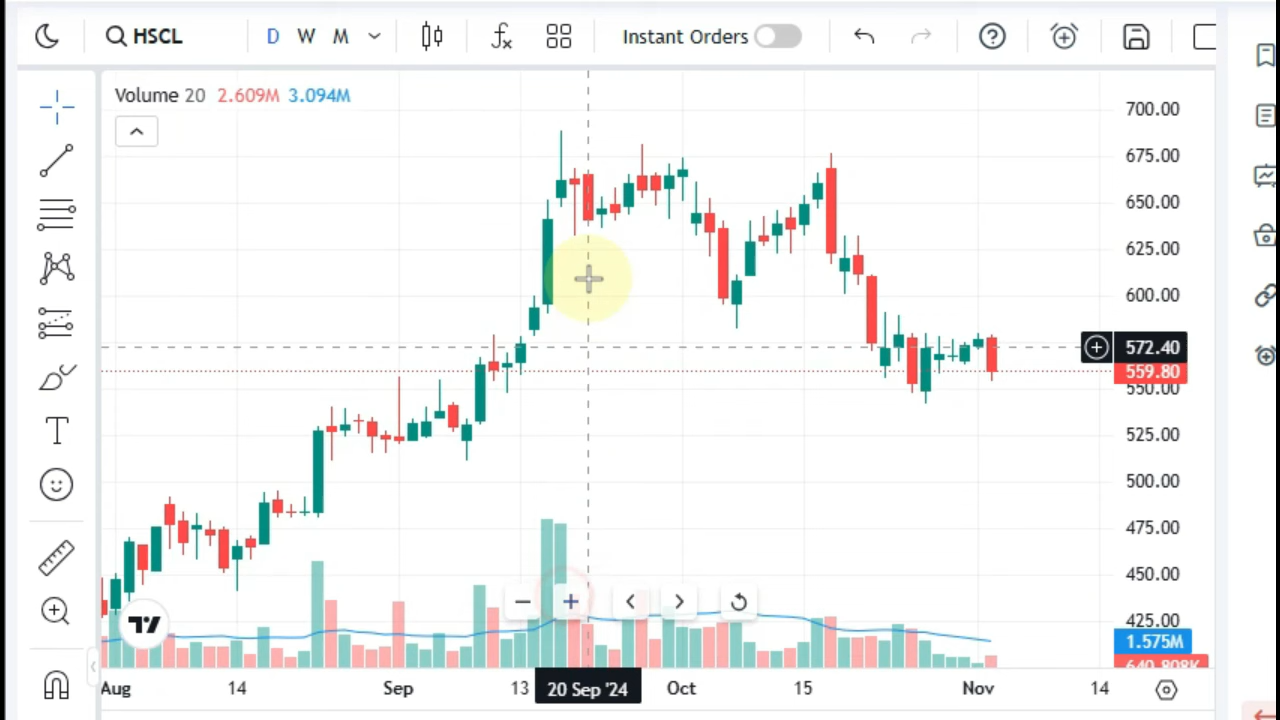 HSCL D W M Instant Orders
Volume 20 2.609M 3.094M
700.00
675.00
650.00
625.00
600.00
572.40
559.80
550.00
525.00
500.00
475.00
450.00
425.00
1.575M
640.808K
Aug 14 Sep 13 20 Sep '24 Oct 15 Nov 14